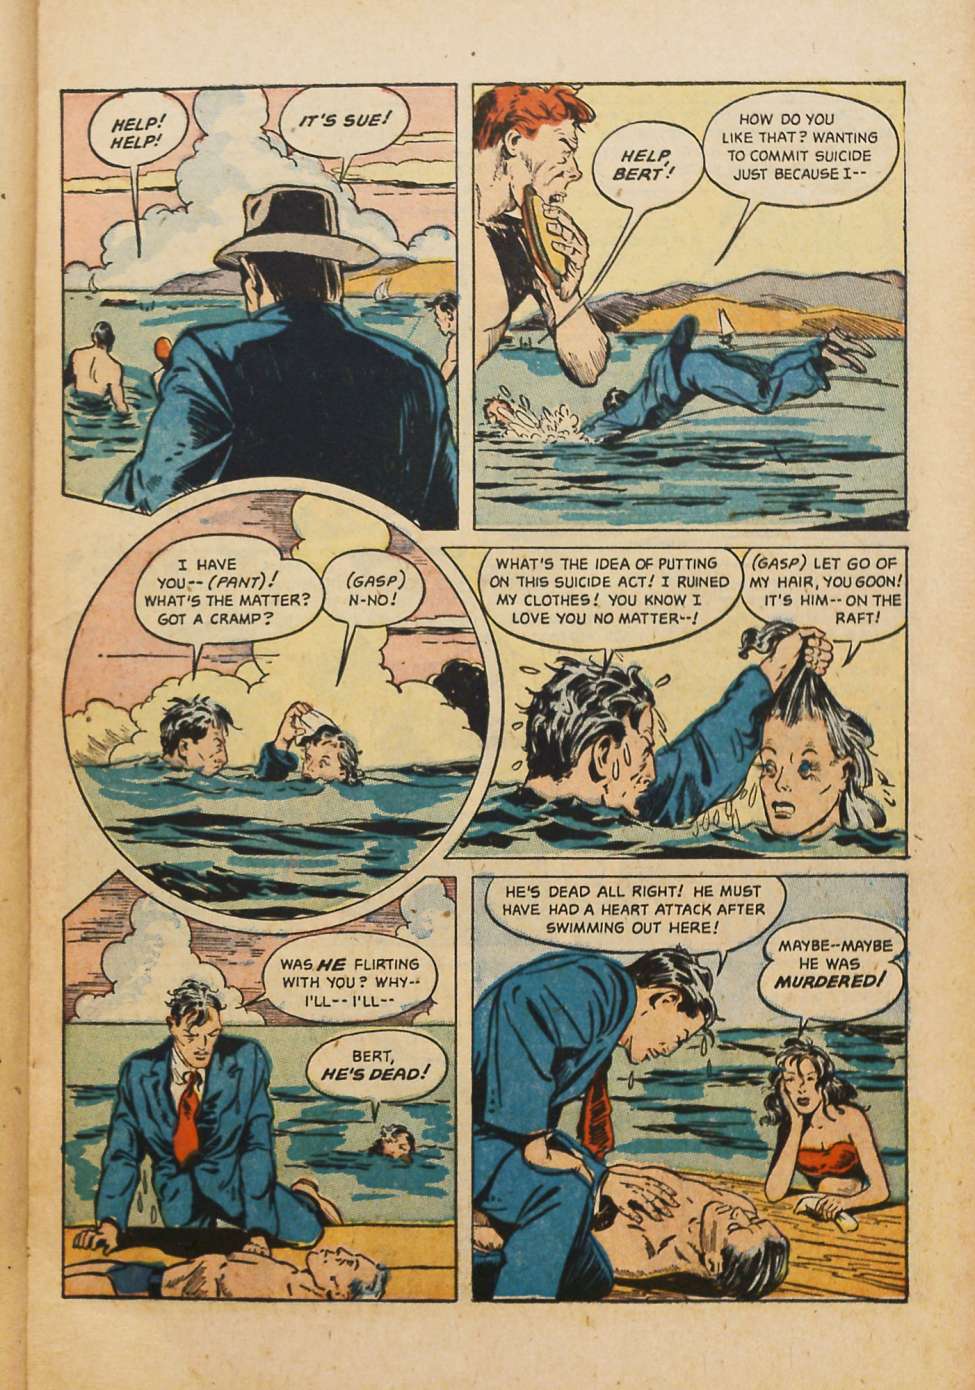 HELP!
HELP!
IT'S SUE!
HELP,
BERT!
HOW DO YOU
LIKE THAT? WANTING
TO COMMIT SUICIDE
JUST BECAUSE I--
I HAVE
YOU-- (PANT)!
WHAT'S THE MATTER?
GOT A CRAMP?
(GASP)
N-NO!
WHAT'S THE IDEA OF PUTTING
ON THIS SUICIDE ACT! I RUINED
MY CLOTHES! YOU KNOW I
LOVE YOU NO MATTER--!
(GASP) LET GO OF
MY HAIR, YOU GOON!
IT'S HIM-- ON THE
RAFT!
WAS HE FLIRTING
WITH YOU? WHY--
I'LL-- I'LL--
BERT,
HE'S DEAD!
HE'S DEAD ALL RIGHT! HE MUST
HAVE HAD A HEART ATTACK AFTER
SWIMMING OUT HERE!
MAYBE--MAYBE
HE WAS
MURDERED!